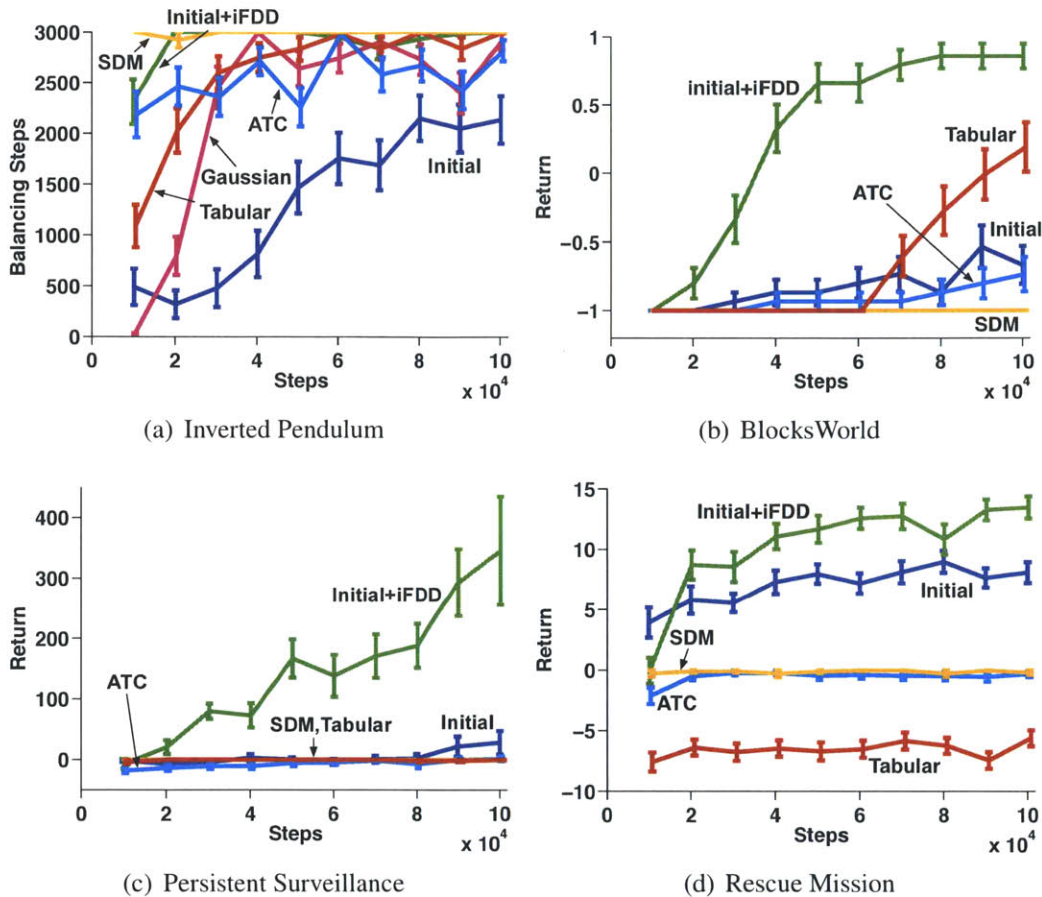 Initial+iFDD
SDM
ATC
Gaussian
Tabular
Initial
Balancing Steps
3000
2500
2000
1500
1000
500
0
0 2 4 6 8 10
Steps
x 10^4
(a) Inverted Pendulum
initial+iFDD
Tabular
ATC
Initial
SDM
Return
1
0.5
0
−0.5
−1
0 2 4 6 8 10
Steps
x 10^4
(b) BlocksWorld
Initial+iFDD
ATC
SDM,Tabular
Initial
Return
400
300
200
100
0
0 2 4 6 8 10
Steps
x 10^4
(c) Persistent Surveillance
Initial+iFDD
Initial
SDM
ATC
Tabular
Return
15
10
5
0
−5
−10
0 2 4 6 8 10
Steps
x 10^4
(d) Rescue Mission